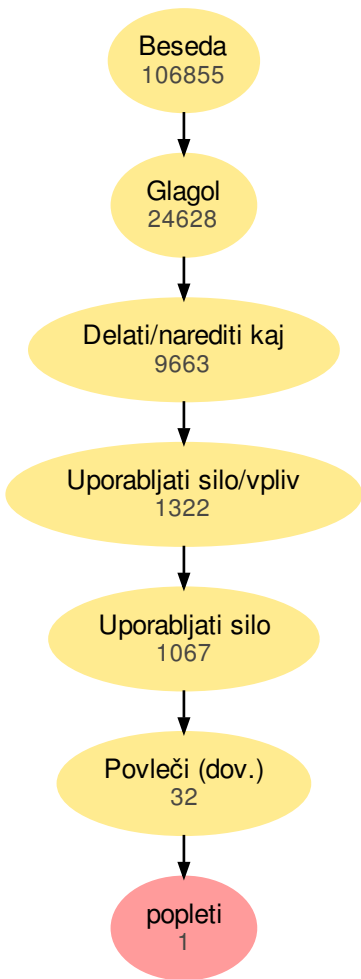 Beseda
106855
Glagol
24628
Delati/narediti kaj
9663
Uporabljati silo/vpliv
1322
Uporabljati silo
1067
Povleči (dov.)
32
popleti
1